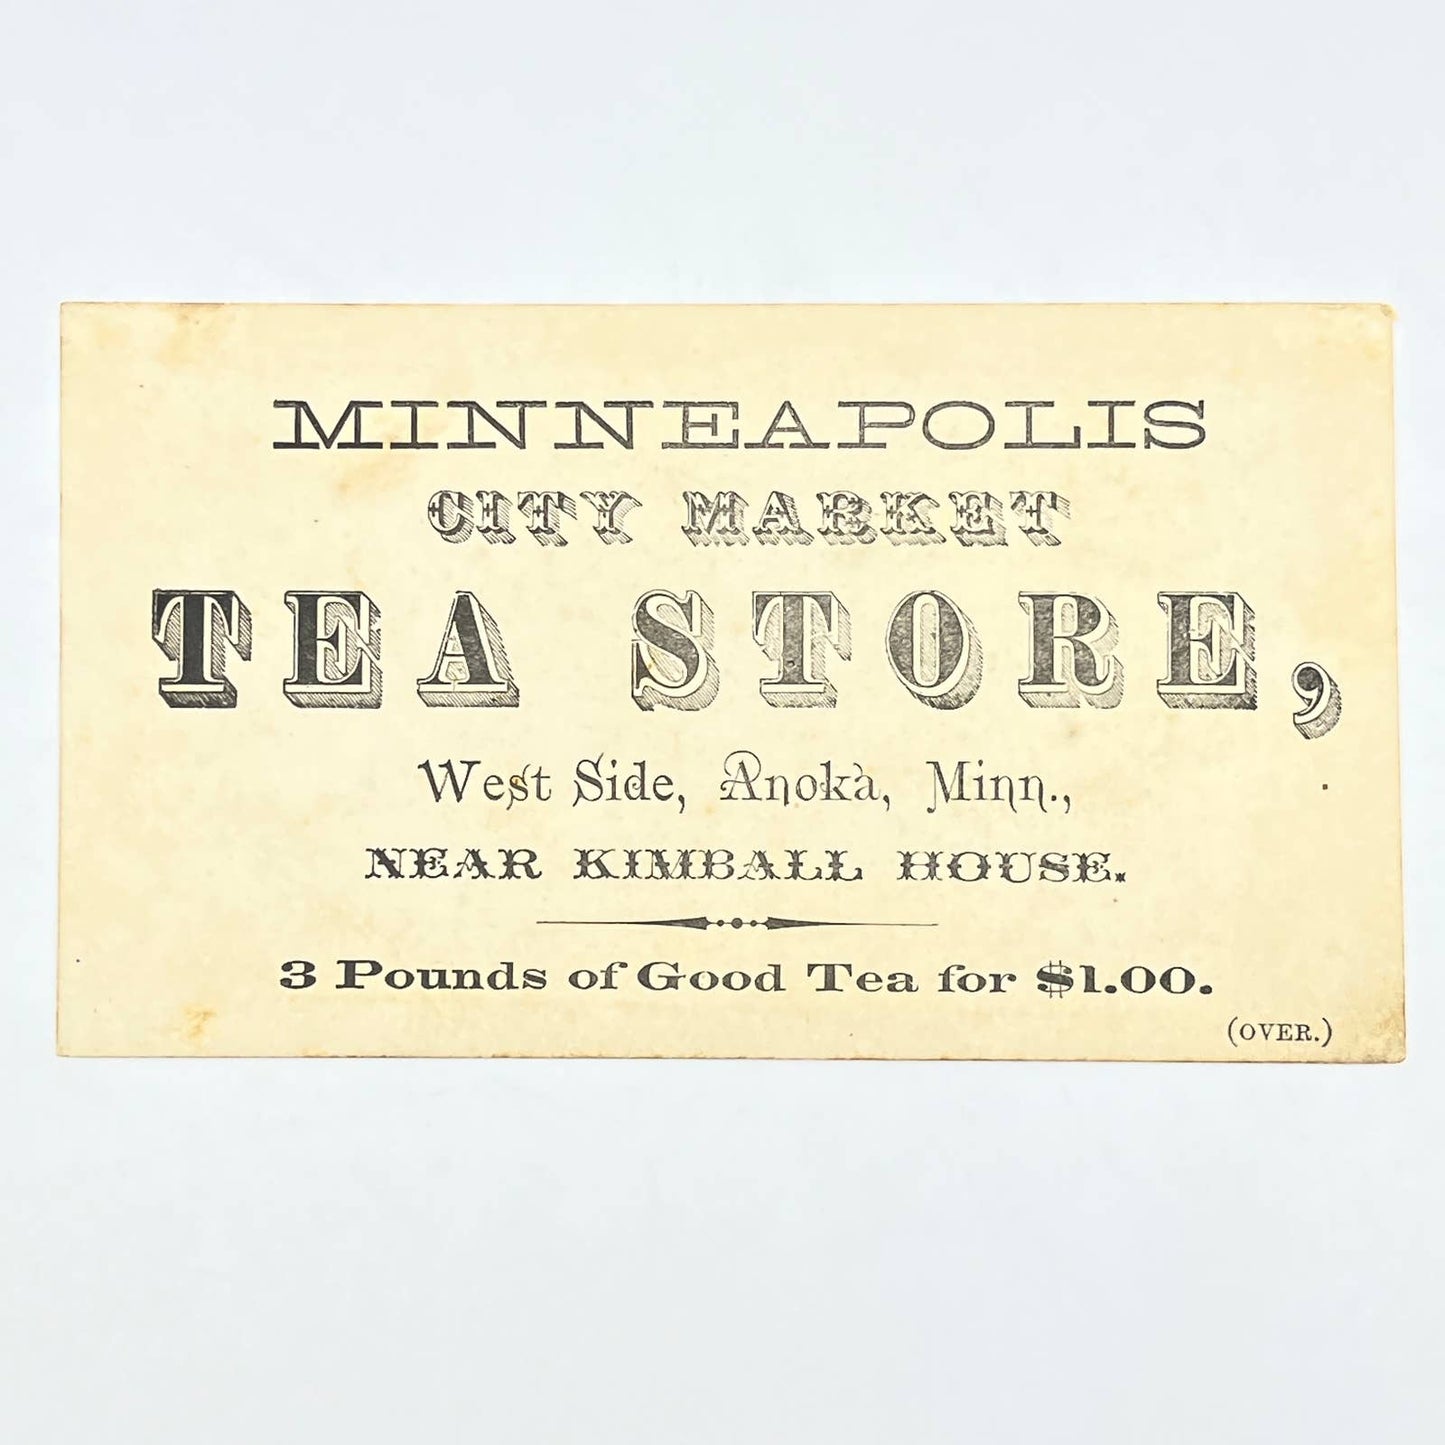 MINNEAPOLIS
CITY MARKET
TEA STORE,
West Side, Anoka, Minn.,
NEAR KIMBALL HOUSE.
3 Pounds of Good Tea for $1.00.
(OVER.)